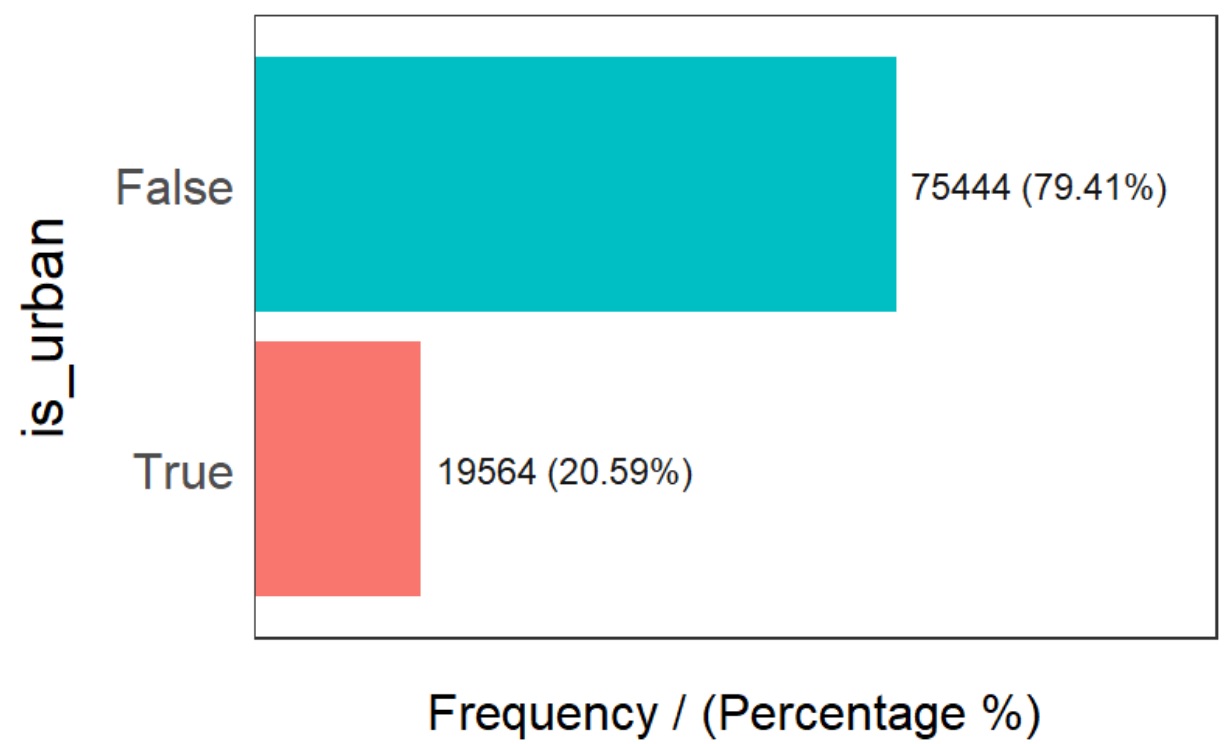 is_urban
False
75444 (79.41%)
True
19564 (20.59%)
Frequency / (Percentage %)